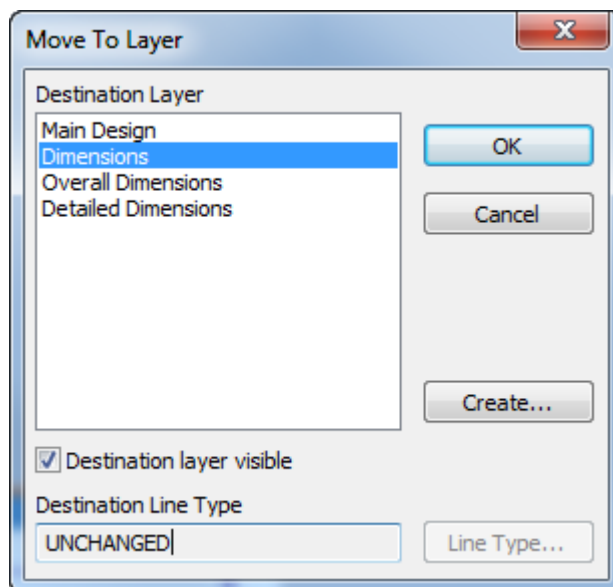 Move To Layer
Destination Layer
Main Design
Dimensions
Overall Dimensions
Detailed Dimensions
OK
Cancel
Create...
Destination layer visible
Destination Line Type
UNCHANGED
Line Type...